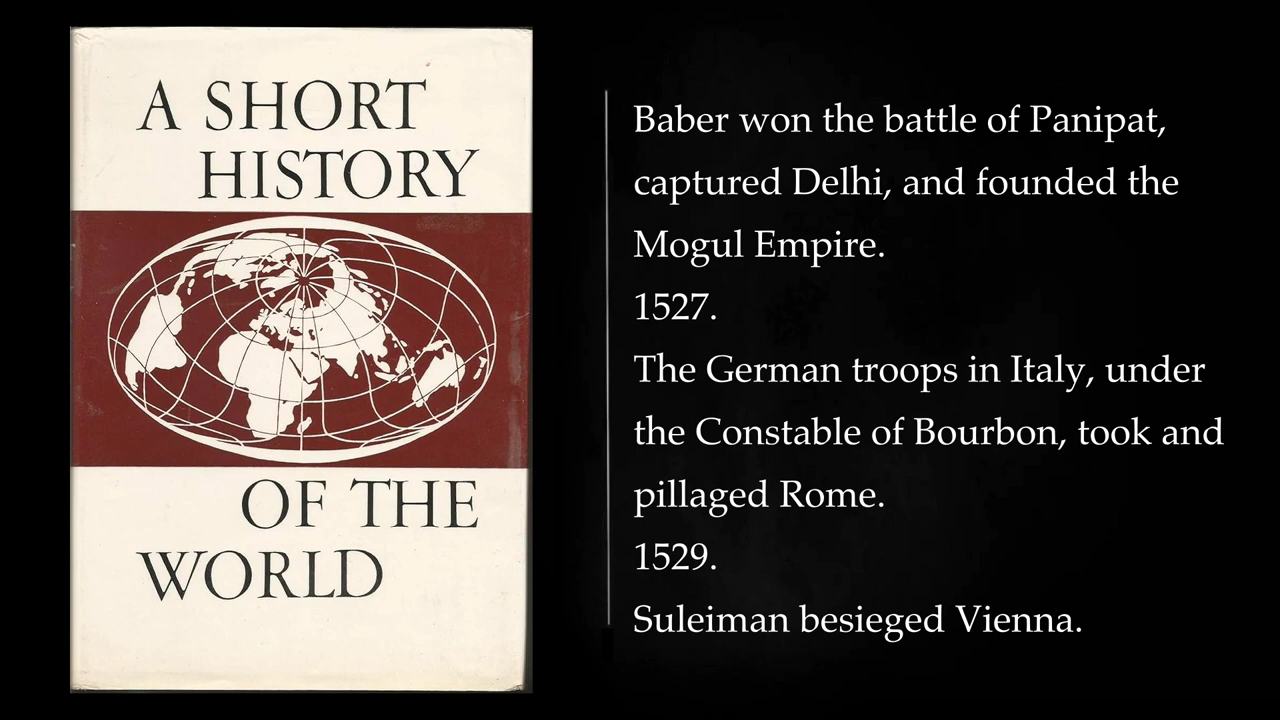 A SHORT
HISTORY
OF THE
WORLD
Baber won the battle of Panipat,
captured Delhi, and founded the
Mogul Empire.
1527.
The German troops in Italy, under
the Constable of Bourbon, took and
pillaged Rome.
1529.
Suleiman besieged Vienna.